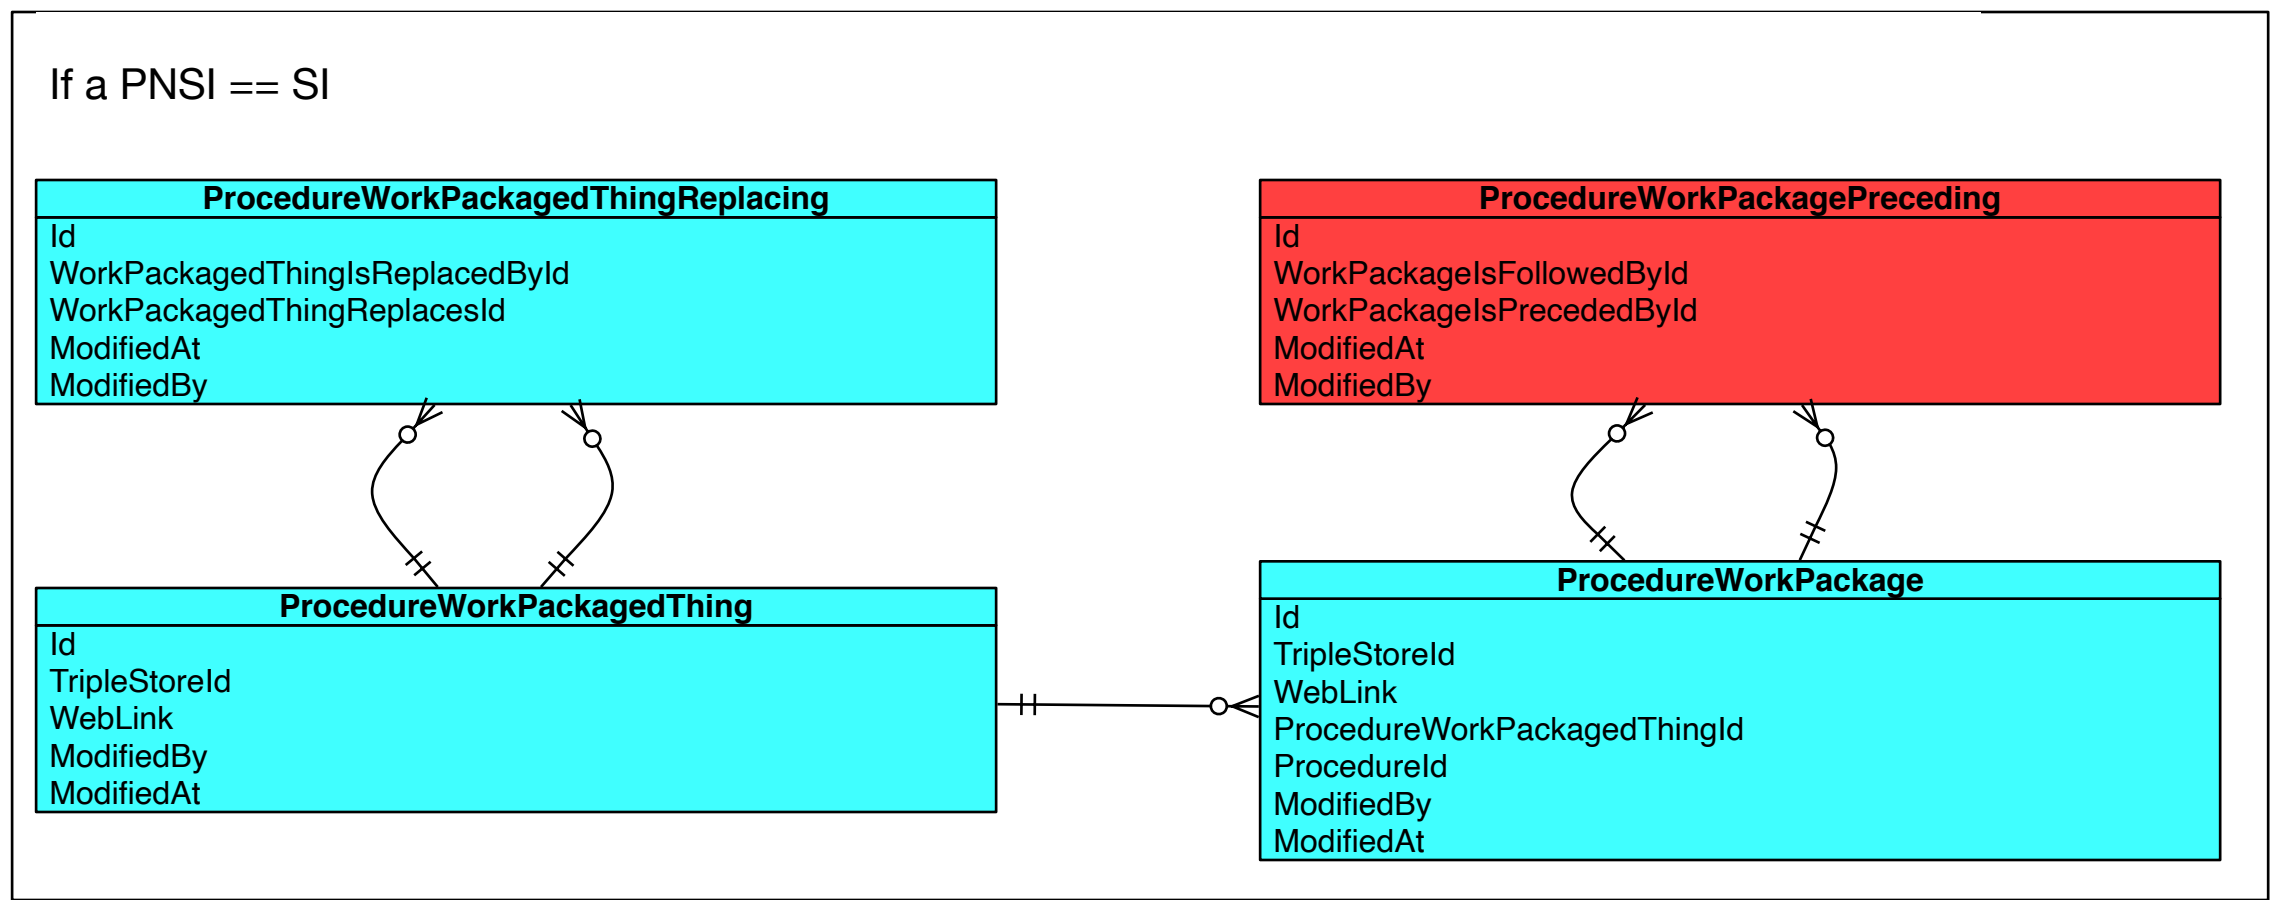 If a PNSI == SI
ProcedureWorkPackagedThingReplacing
Id
WorkPackagedThingIsReplacedById
WorkPackagedThingReplacesId
ModifiedAt
ModifiedBy
ProcedureWorkPackagePreceding
Id
WorkPackageIsFollowedById
WorkPackageIsPrecededById
ModifiedAt
ModifiedBy
ProcedureWorkPackagedThing
Id
TripleStoreId
WebLink
ModifiedBy
ModifiedAt
ProcedureWorkPackage
Id
TripleStoreId
WebLink
ProcedureWorkPackagedThingId
ProcedureId
ModifiedBy
ModifiedAt